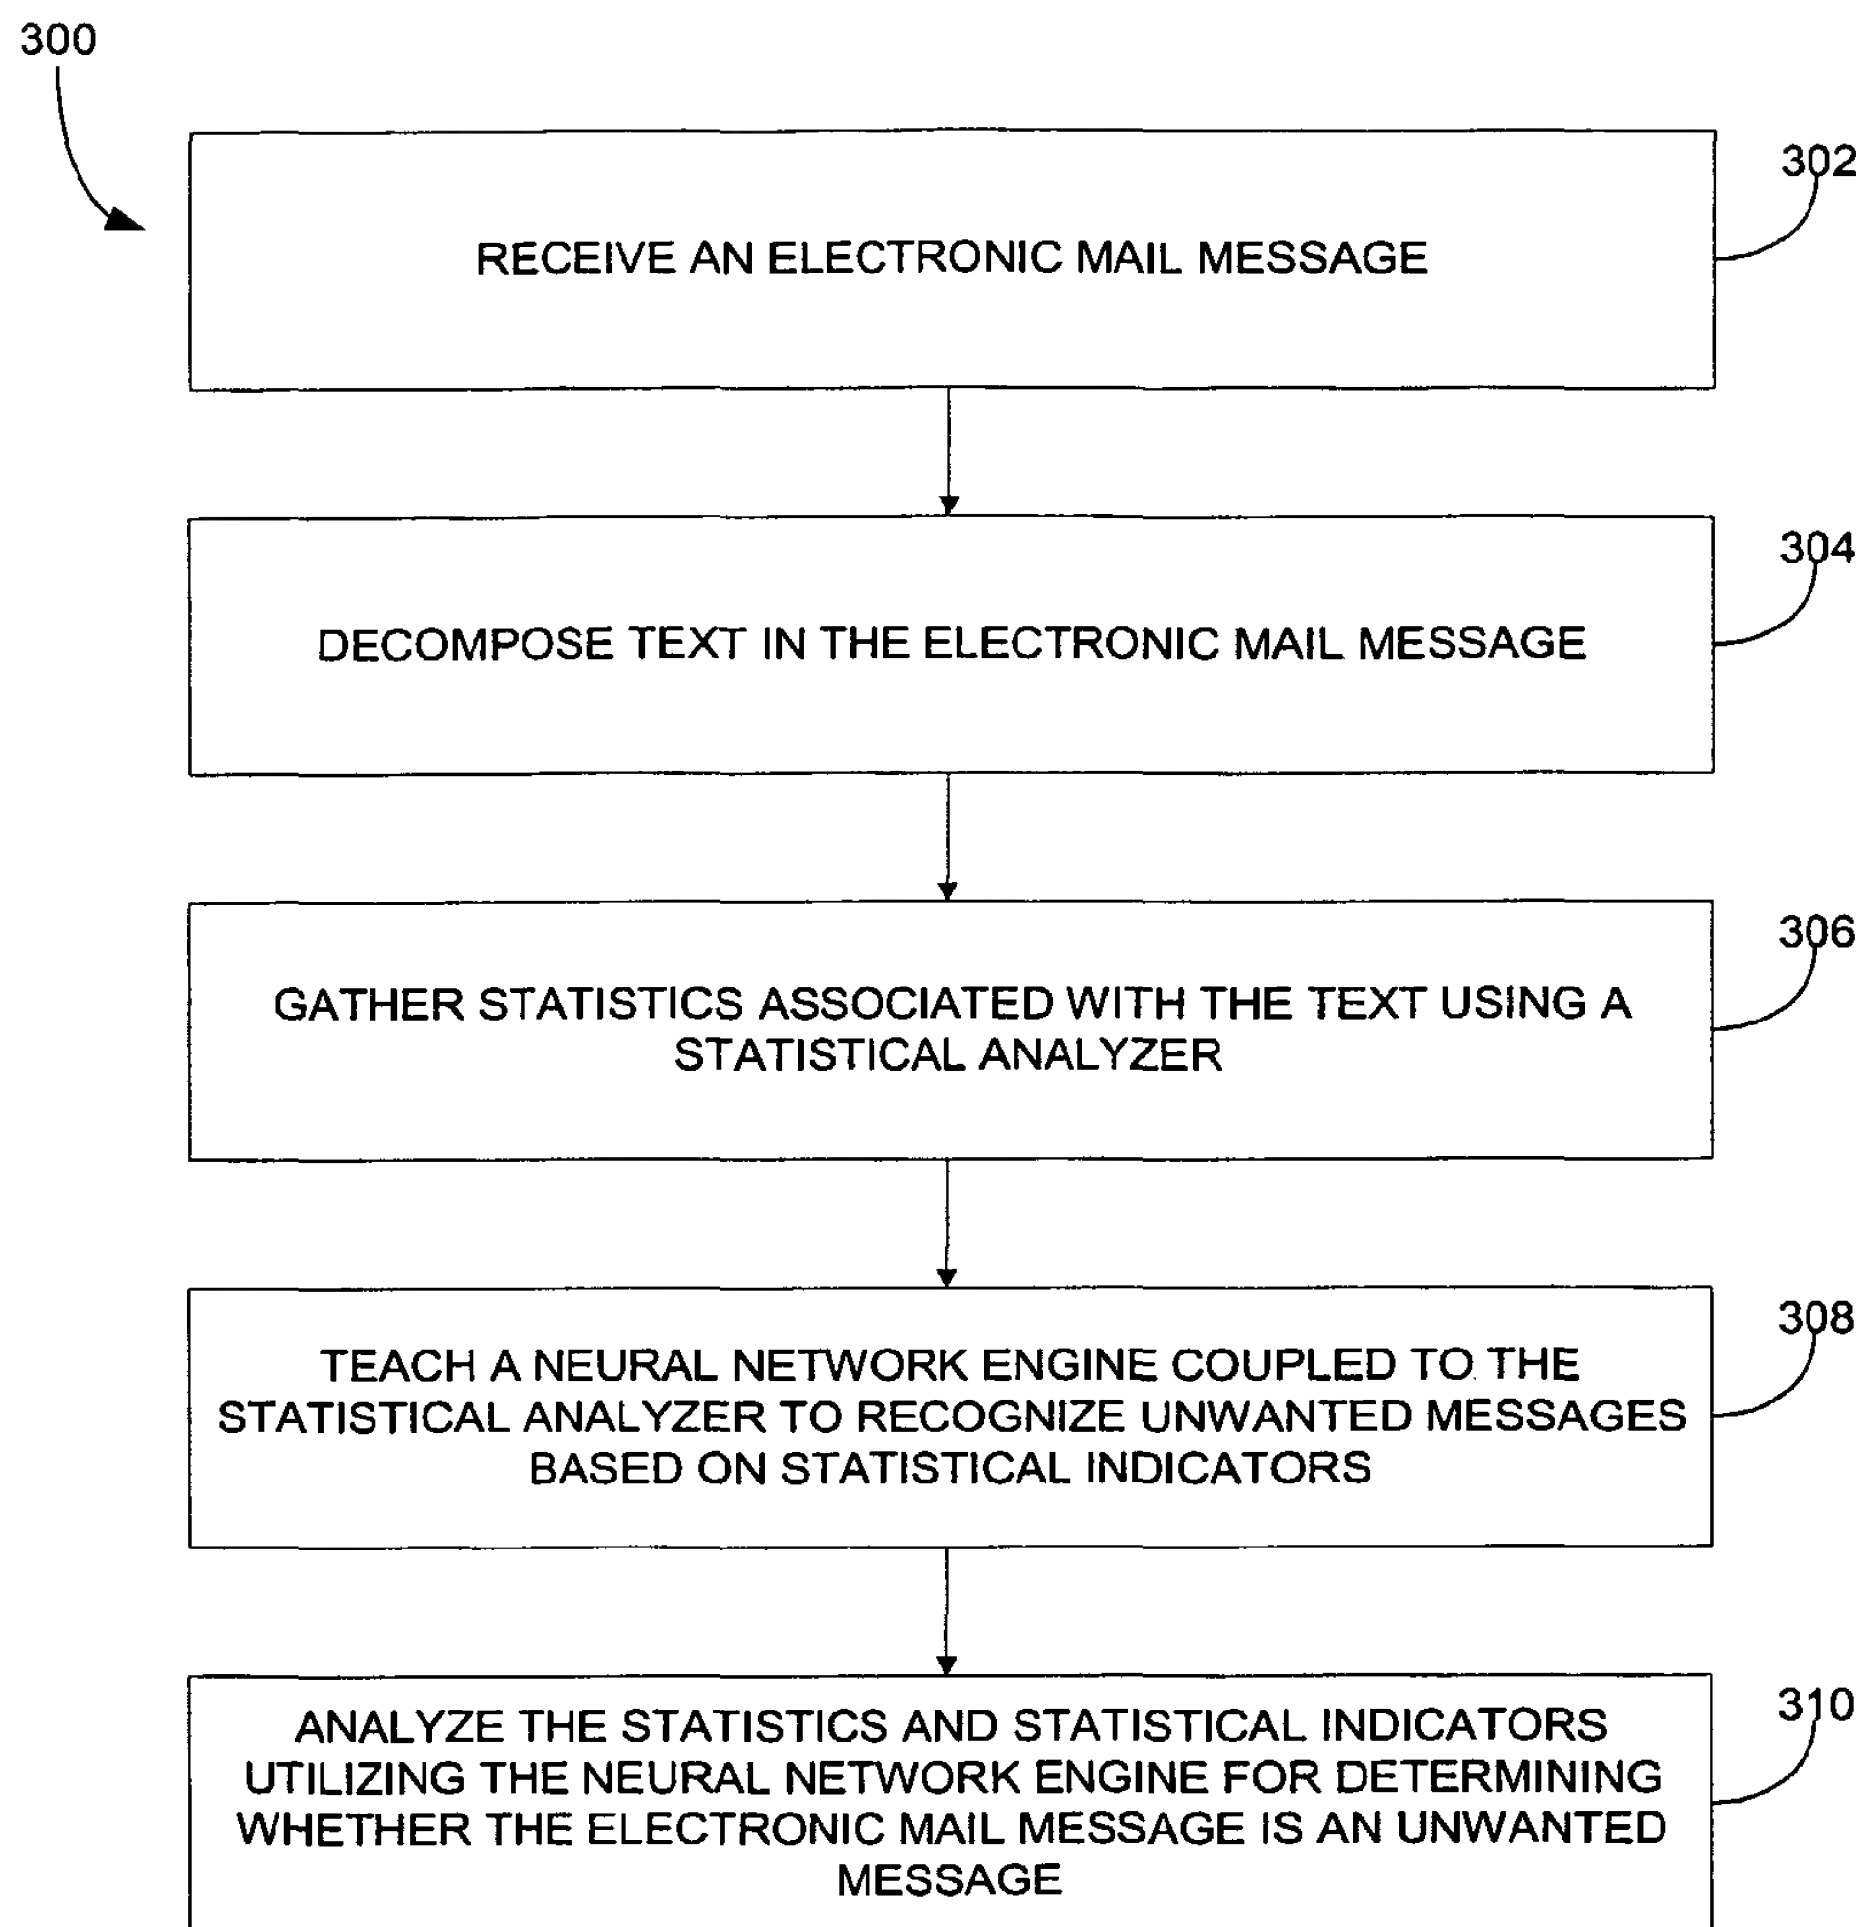 300
302
RECEIVE AN ELECTRONIC MAIL MESSAGE
304
DECOMPOSE TEXT IN THE ELECTRONIC MAIL MESSAGE
306
GATHER STATISTICS ASSOCIATED WITH THE TEXT USING A
STATISTICAL ANALYZER
308
TEACH A NEURAL NETWORK ENGINE COUPLED TO THE
STATISTICAL ANALYZER TO RECOGNIZE UNWANTED MESSAGES
BASED ON STATISTICAL INDICATORS
310
ANALYZE THE STATISTICS AND STATISTICAL INDICATORS
UTILIZING THE NEURAL NETWORK ENGINE FOR DETERMINING
WHETHER THE ELECTRONIC MAIL MESSAGE IS AN UNWANTED
MESSAGE